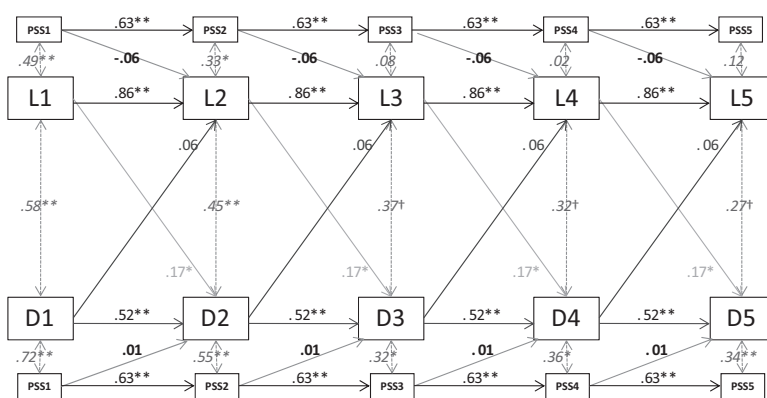 .63** .63** .63** .63**
PSS1 PSS2 PSS3 PSS4 PSS5
.49** -.06 .33* -.06 .08 -.06 .02 -.06 .12
L1 .86** L2 .86** L3 .86** L4 .86** L5
.06 .06 .06 .06
.58** .45** .37† .32† .27†
.17* .17* .17* .17*
D1 .52** D2 .52** D3 .52** D4 .52** D5
.72** .01 .55** .01 .32* .01 .36* .01 .34**
PSS1 .63** PSS2 .63** PSS3 .63** PSS4 .63** PSS5